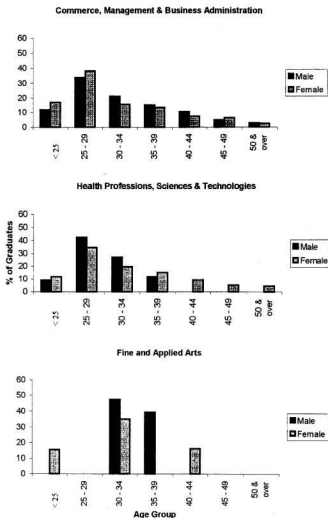 Commerce, Management & Business Administration
60
50
40
30
20
10
0
< 25
25 - 29
30 - 34
35 - 39
40 - 44
45 - 49
50 & over
Male
Female
Health Professions, Sciences & Technologies
% of Graduates
60
50
40
30
20
10
0
< 25
25 - 29
30 - 34
35 - 39
40 - 44
45 - 49
50 & over
Male
Female
Fine and Applied Arts
60
50
40
30
20
10
0
< 25
25 - 29
30 - 34
35 - 39
40 - 44
45 - 49
50 & over
Male
Female
Age Group